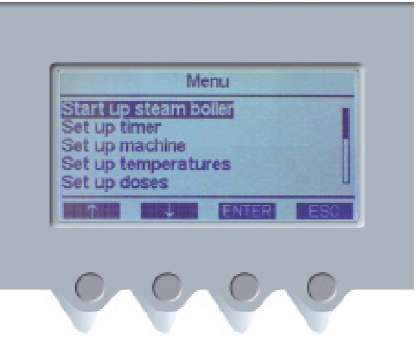 Menu
Start up steam boiler
Set up timer
Set up machine
Set up temperatures
Set up doses
↑ ↓ ENTER ESC